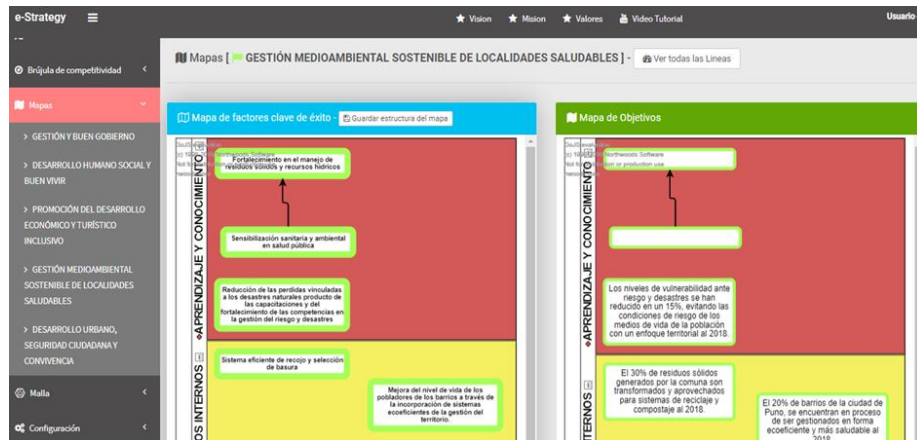 e-Strategy
Vision
Mision
Valores
Video Tutorial
Usuario
Brújula de competitividad
Mapas
> GESTIÓN Y BUEN GOBIERNO
> DESARROLLO HUMANO SOCIAL Y
BUEN VIVIR
> PROMOCIÓN DEL DESARROLLO
ECONÓMICO Y TURÍSTICO
INCLUSIVO
> GESTIÓN MEDIOAMBIENTAL
SOSTENIBLE DE LOCALIDADES
SALUDABLES
> DESARROLLO URBANO,
SEGURIDAD CIUDADANA Y
CONVIVENCIA
Malla
Configuración
Mapas [ GESTIÓN MEDIOAMBIENTAL SOSTENIBLE DE LOCALIDADES SALUDABLES ] - Ver todas las Lineas
Mapa de factores clave de éxito - Guardar estructura del mapa
Northwoods Software
APRENDIZAJE Y CONOCIMIENTO
Fortalecimiento en el manejo de
residuos sólidos y recursos hídricos
Sensibilización sanitaria y ambiental
en salud pública
Reducción de las perdidas vinculadas
a los desastres naturales producto de
las capacitaciones y del
fortalecimiento de las competencias en
la gestión del riesgo y desastres
OS INTERNOS
Sistema eficiente de recojo y selección
de basura
Mejora del nivel de vida de los
pobladores de los barrios a través de
la incorporación de sistemas
ecoeficientes de la gestión del
territorio.
Mapa de Objetivos
Northwoods Software
or production use
APRENDIZAJE Y CONOCIMIENTO
Los niveles de vulnerabilidad ante
riesgo y desastres se han
reducido en un 15%, evitando las
condiciones de riesgo de los
medios de vida de la población
con un enfoque territorial al 2018.
TERNOS
El 30% de residuos sólidos
generados por la comuna son
transformados y aprovechados
para sistemas de reciclaje y
compostaje al 2018.
El 20% de barrios de la ciudad de
Puno, se encuentran en proceso
de ser gestionados en forma
ecoeficiente y más saludable al
2018.